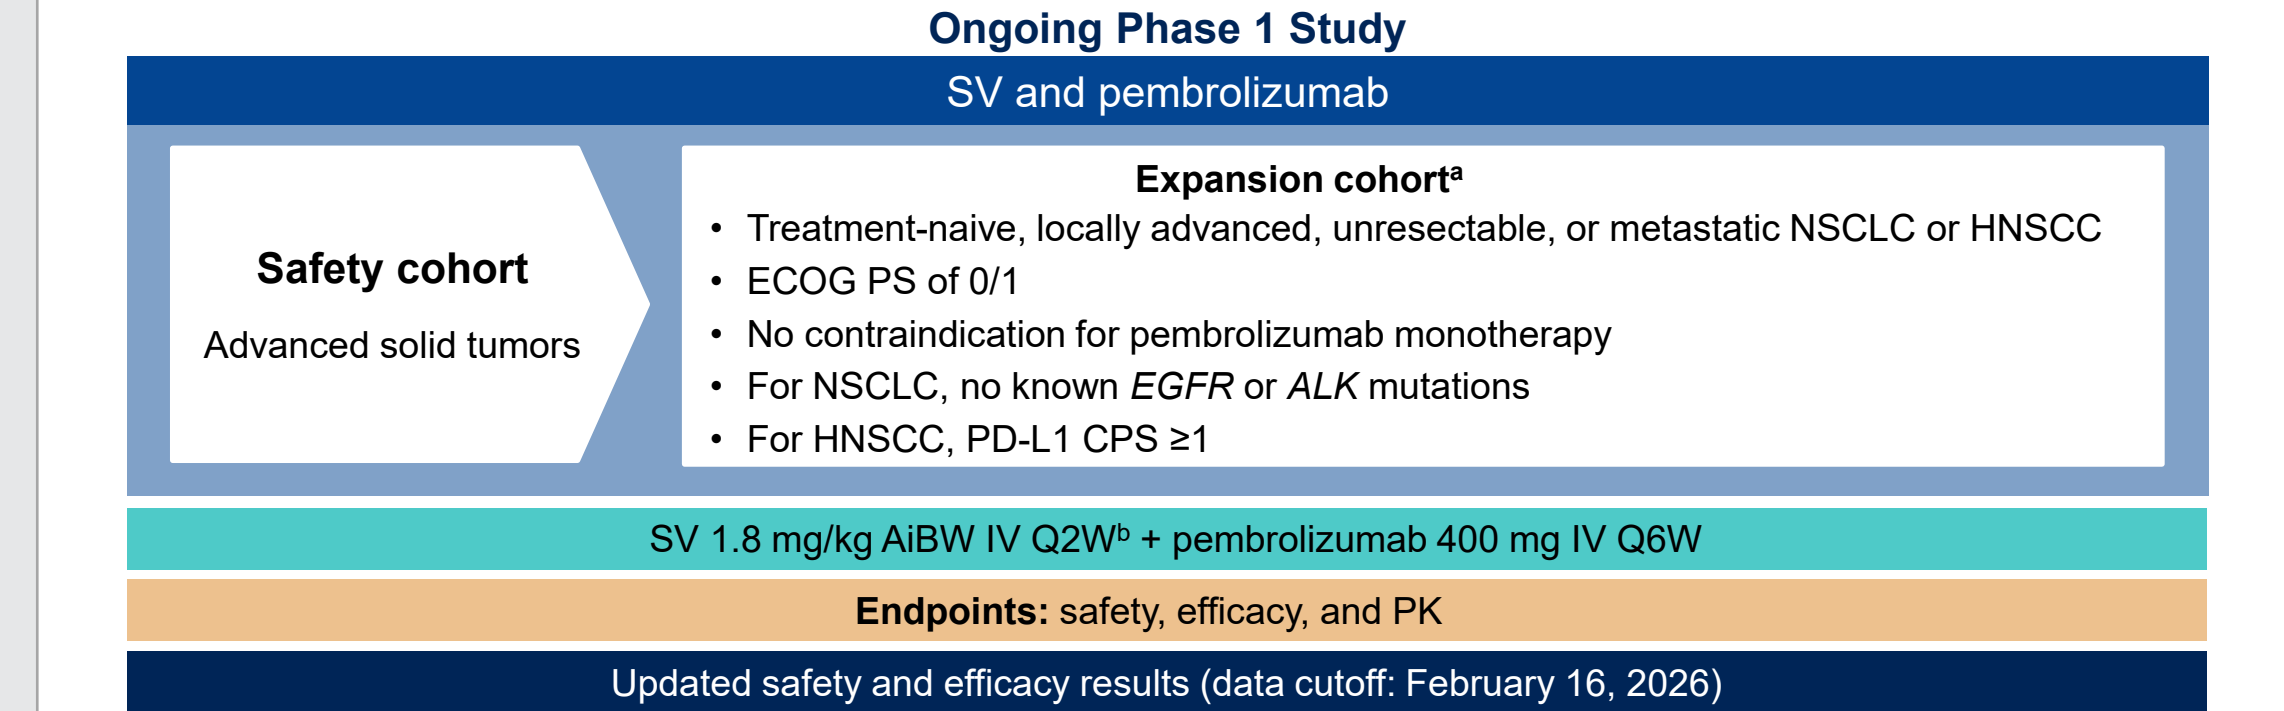 Ongoing Phase 1 Study
SV and pembrolizumab
Safety cohort
Advanced solid tumors
Expansion cohortᵃ
• Treatment-naive, locally advanced, unresectable, or metastatic NSCLC or HNSCC
• ECOG PS of 0/1
• No contraindication for pembrolizumab monotherapy
• For NSCLC, no known EGFR or ALK mutations
• For HNSCC, PD-L1 CPS ≥1
SV 1.8 mg/kg AiBW IV Q2Wᵇ + pembrolizumab 400 mg IV Q6W
Endpoints: safety, efficacy, and PK
Updated safety and efficacy results (data cutoff: February 16, 2026)